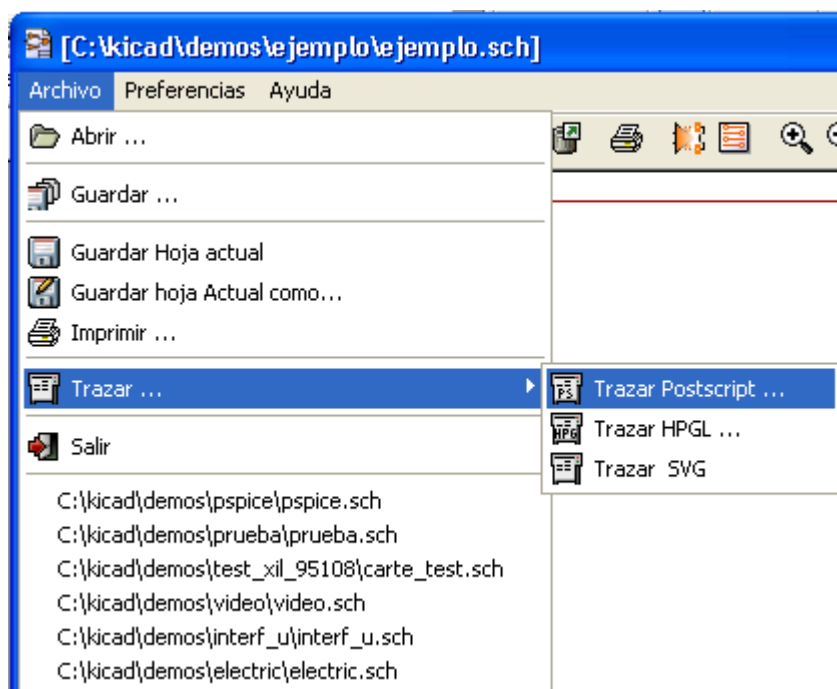 [C:\kicad\demos\ejemplo\ejemplo.sch]
Archivo Preferencias Ayuda
Abrir ...
Guardar ...
Guardar Hoja actual
Guardar hoja Actual como...
Imprimir ...
Trazar ...
Trazar Postscript ...
Trazar HPGL ...
Trazar SVG
Salir
C:\kicad\demos\pspice\pspice.sch
C:\kicad\demos\prueba\prueba.sch
C:\kicad\demos\test_xil_95108\carte_test.sch
C:\kicad\demos\video\video.sch
C:\kicad\demos\interf_u\interf_u.sch
C:\kicad\demos\electric\electric.sch
PS
HPG